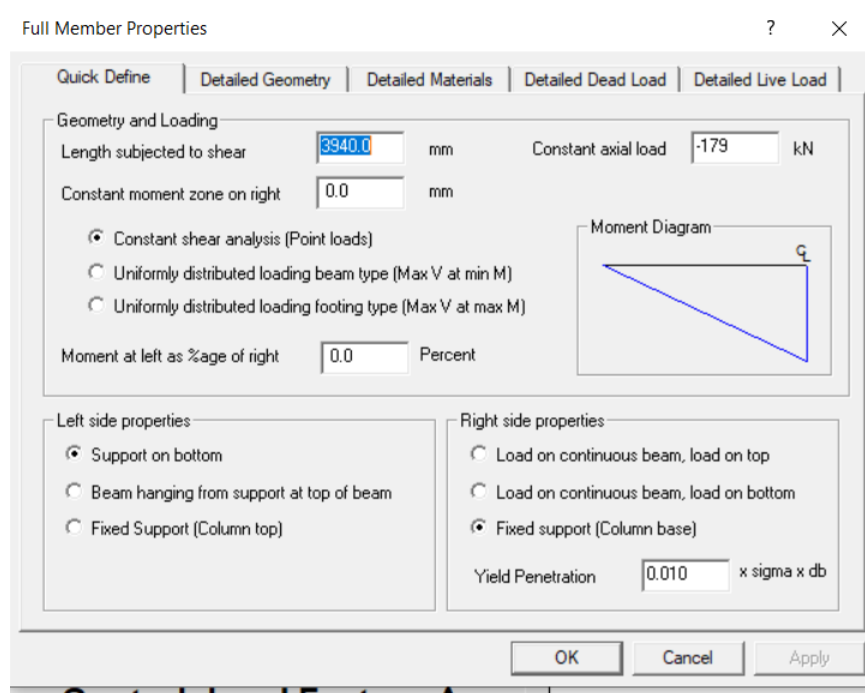 Full Member Properties ? ×
Quick Define Detailed Geometry Detailed Materials Detailed Dead Load Detailed Live Load
Geometry and Loading
Length subjected to shear 3940.0 mm Constant axial load -179 kN
Constant moment zone on right 0.0 mm
Constant shear analysis (Point loads)
Moment Diagram
Uniformly distributed loading beam type (Max V at min M)
Uniformly distributed loading footing type (Max V at max M)
Moment at left as %age of right 0.0 Percent
Left side properties
Support on bottom
Beam hanging from support at top of beam
Fixed Support (Column top)
Right side properties
Load on continuous beam, load on top
Load on continuous beam, load on bottom
Fixed support (Column base)
Yield Penetration 0.010 x sigma x db
OK Cancel Apply